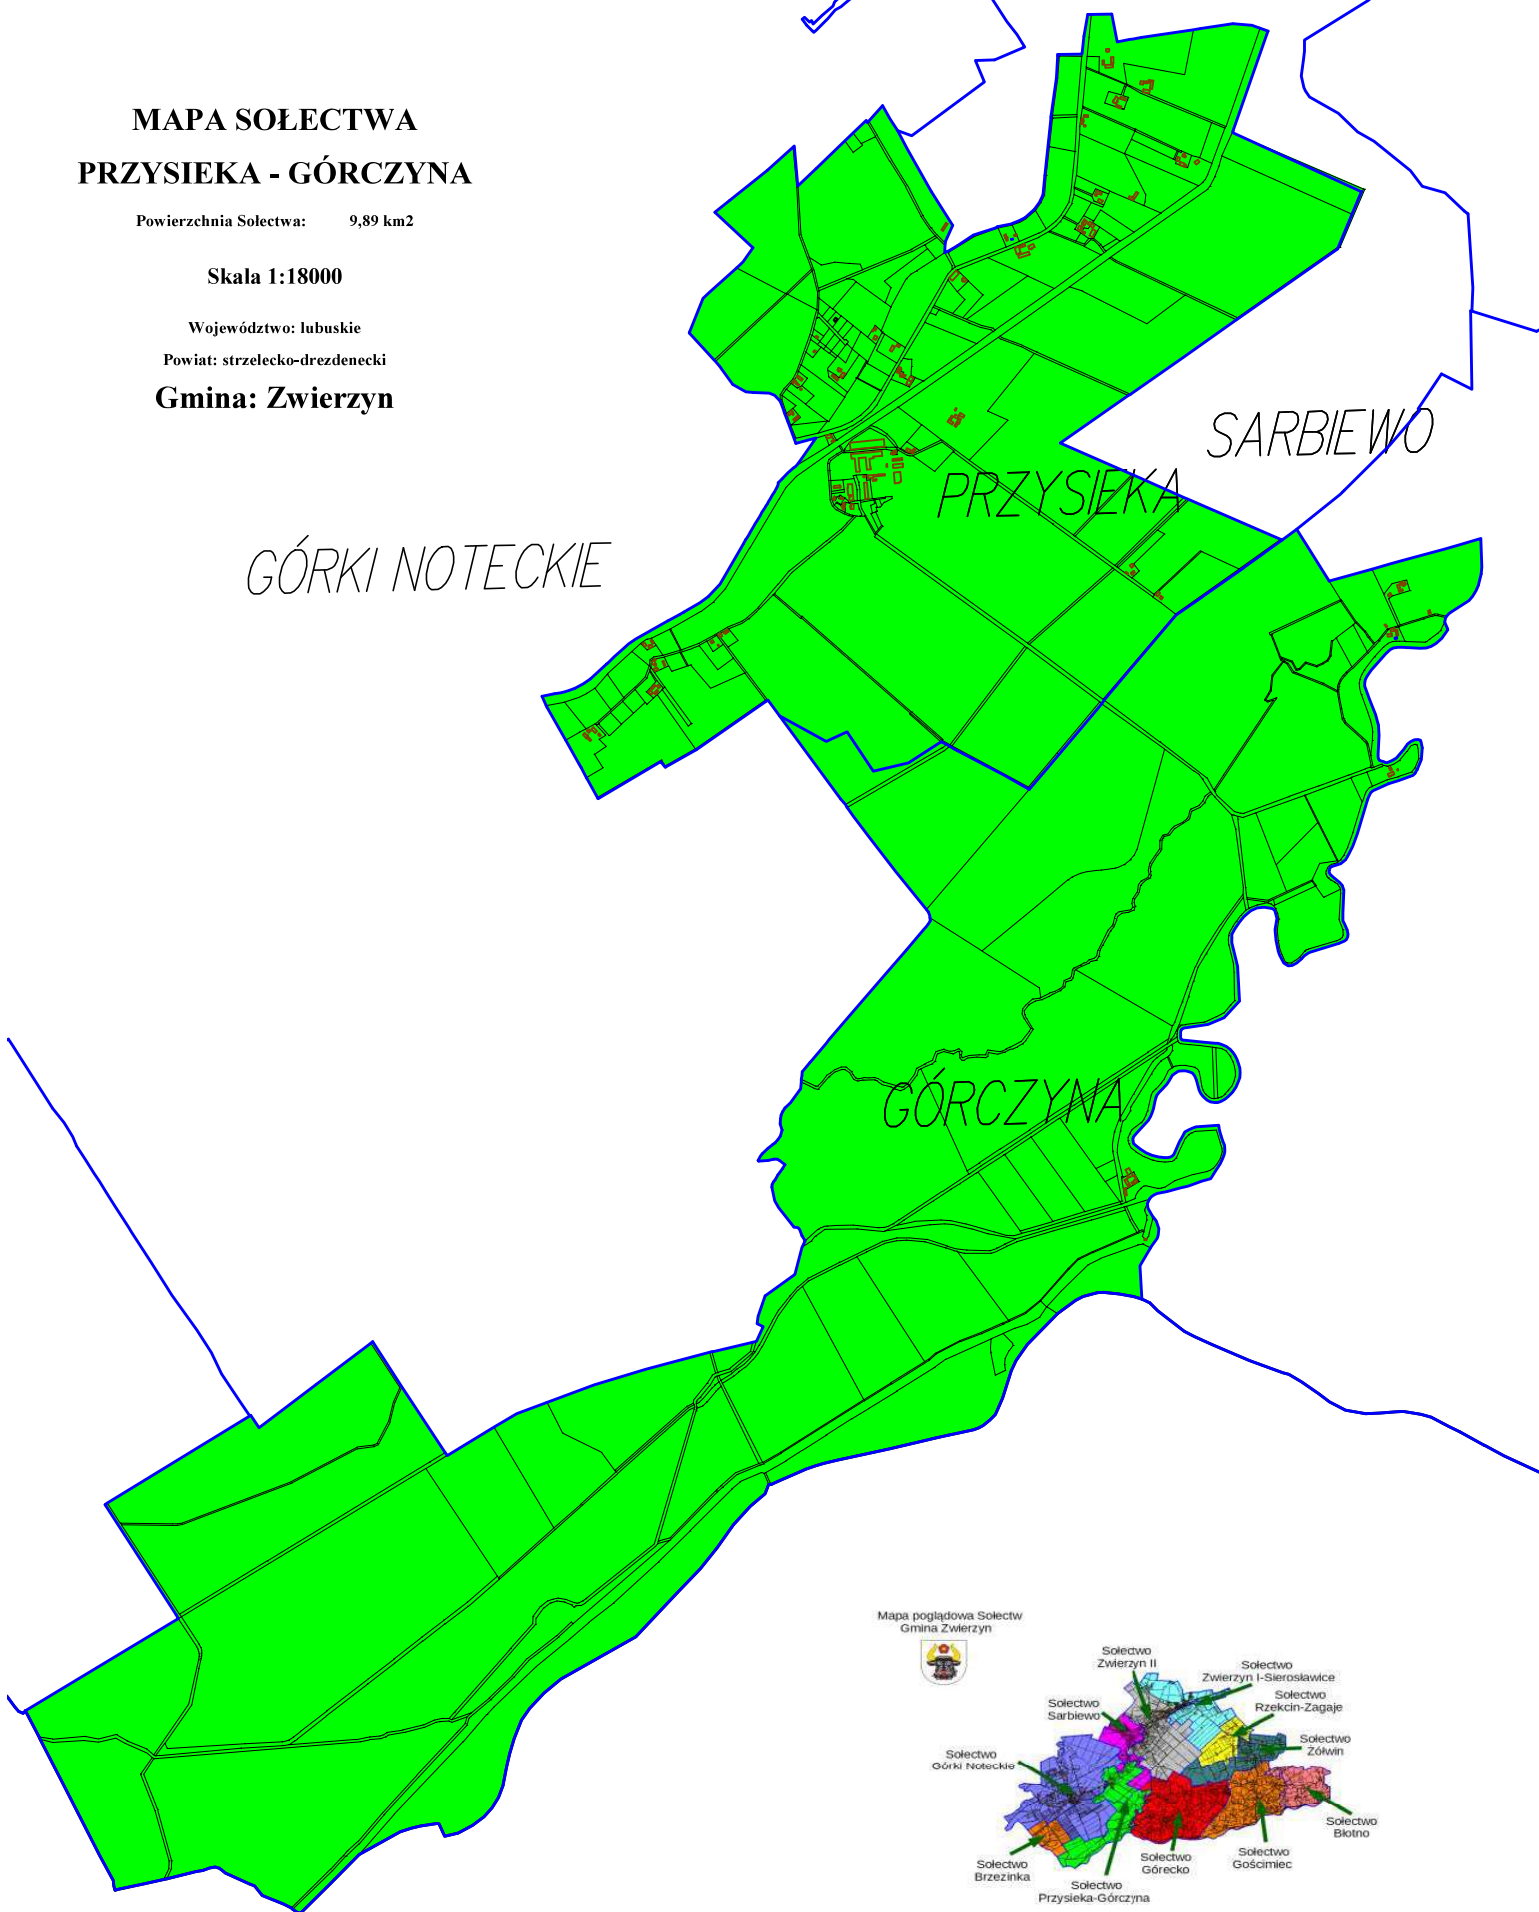 MAPA SOŁECTWA
PRZYSIEKA - GÓRCZYNA
Powierzchnia Sołectwa: 9,89 km2
Skala 1:18000
Województwo: lubuskie
Powiat: strzelecko-drezdenecki
Gmina: Zwierzyn
SARBIEWO
PRZYSIEKA
GÓRKI NOTECKIE
GÓRCZYNA
Mapa poglądowa Sołectw
Gmina Zwierzyn
Sołectwo
Zwierzyn II
Sołectwo
Zwierzyn I-Sierosławice
Sołectwo
Rzekcin-Zagaje
Sołectwo
Sarbiewo
Sołectwo
Żółwin
Sołectwo
Górki Noteckie
Sołectwo
Błotno
Sołectwo
Gościmiec
Sołectwo
Górecko
Sołectwo
Brzezinka
Sołectwo
Przysieka-Górczyna